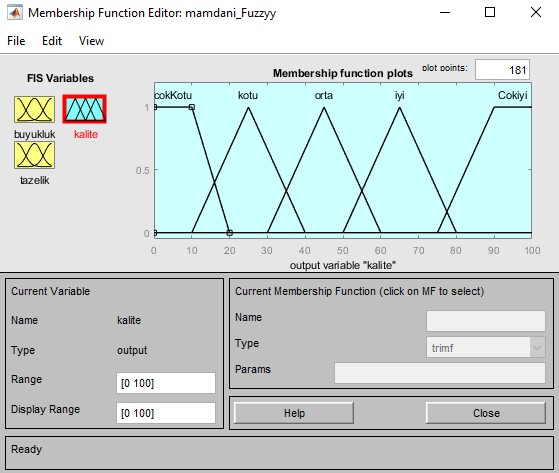 Membership Function Editor: mamdani_Fuzzyy
File Edit View
FIS Variables
buyukluk
kalite
tazelik
Membership function plots
plot points:
181
cokKotu
kotu
orta
iyi
Cokiyi
1
0.5
0
0 10 20 30 40 50 60 70 80 90 100
output variable "kalite"
Current Variable
Name kalite
Type output
Range [0 100]
Display Range [0 100]
Current Membership Function (click on MF to select)
Name
Type trimf
Params
Help
Close
Ready